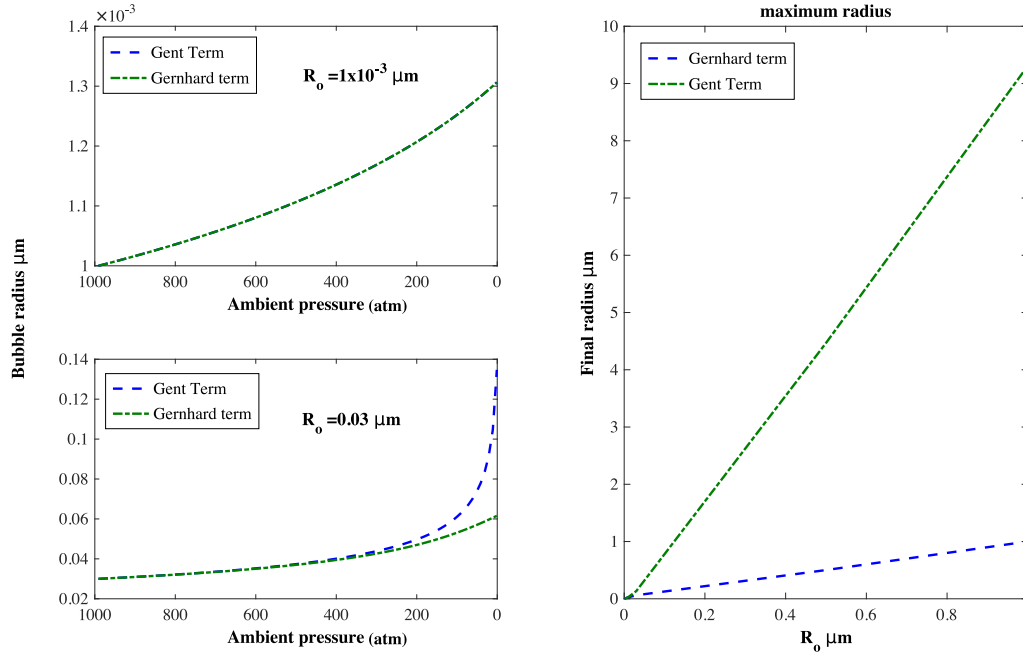 ×10⁻³
1.4
1.3
1.2
1.1
1
Gent Term
Gernhard term
Rₒ =1x10⁻³ μm
1000 800 600 400 200 0
Ambient pressure (atm)
Bubble radius μm
0.14
0.12
0.1
0.08
0.06
0.04
0.02
Gent Term
Gernhard term
Rₒ =0.03 μm
1000 800 600 400 200 0
Ambient pressure (atm)
maximum radius
10
9
8
7
6
5
4
3
2
1
0
Gernhard term
Gent Term
Final radius μm
0 0.2 0.4 0.6 0.8
Rₒ μm